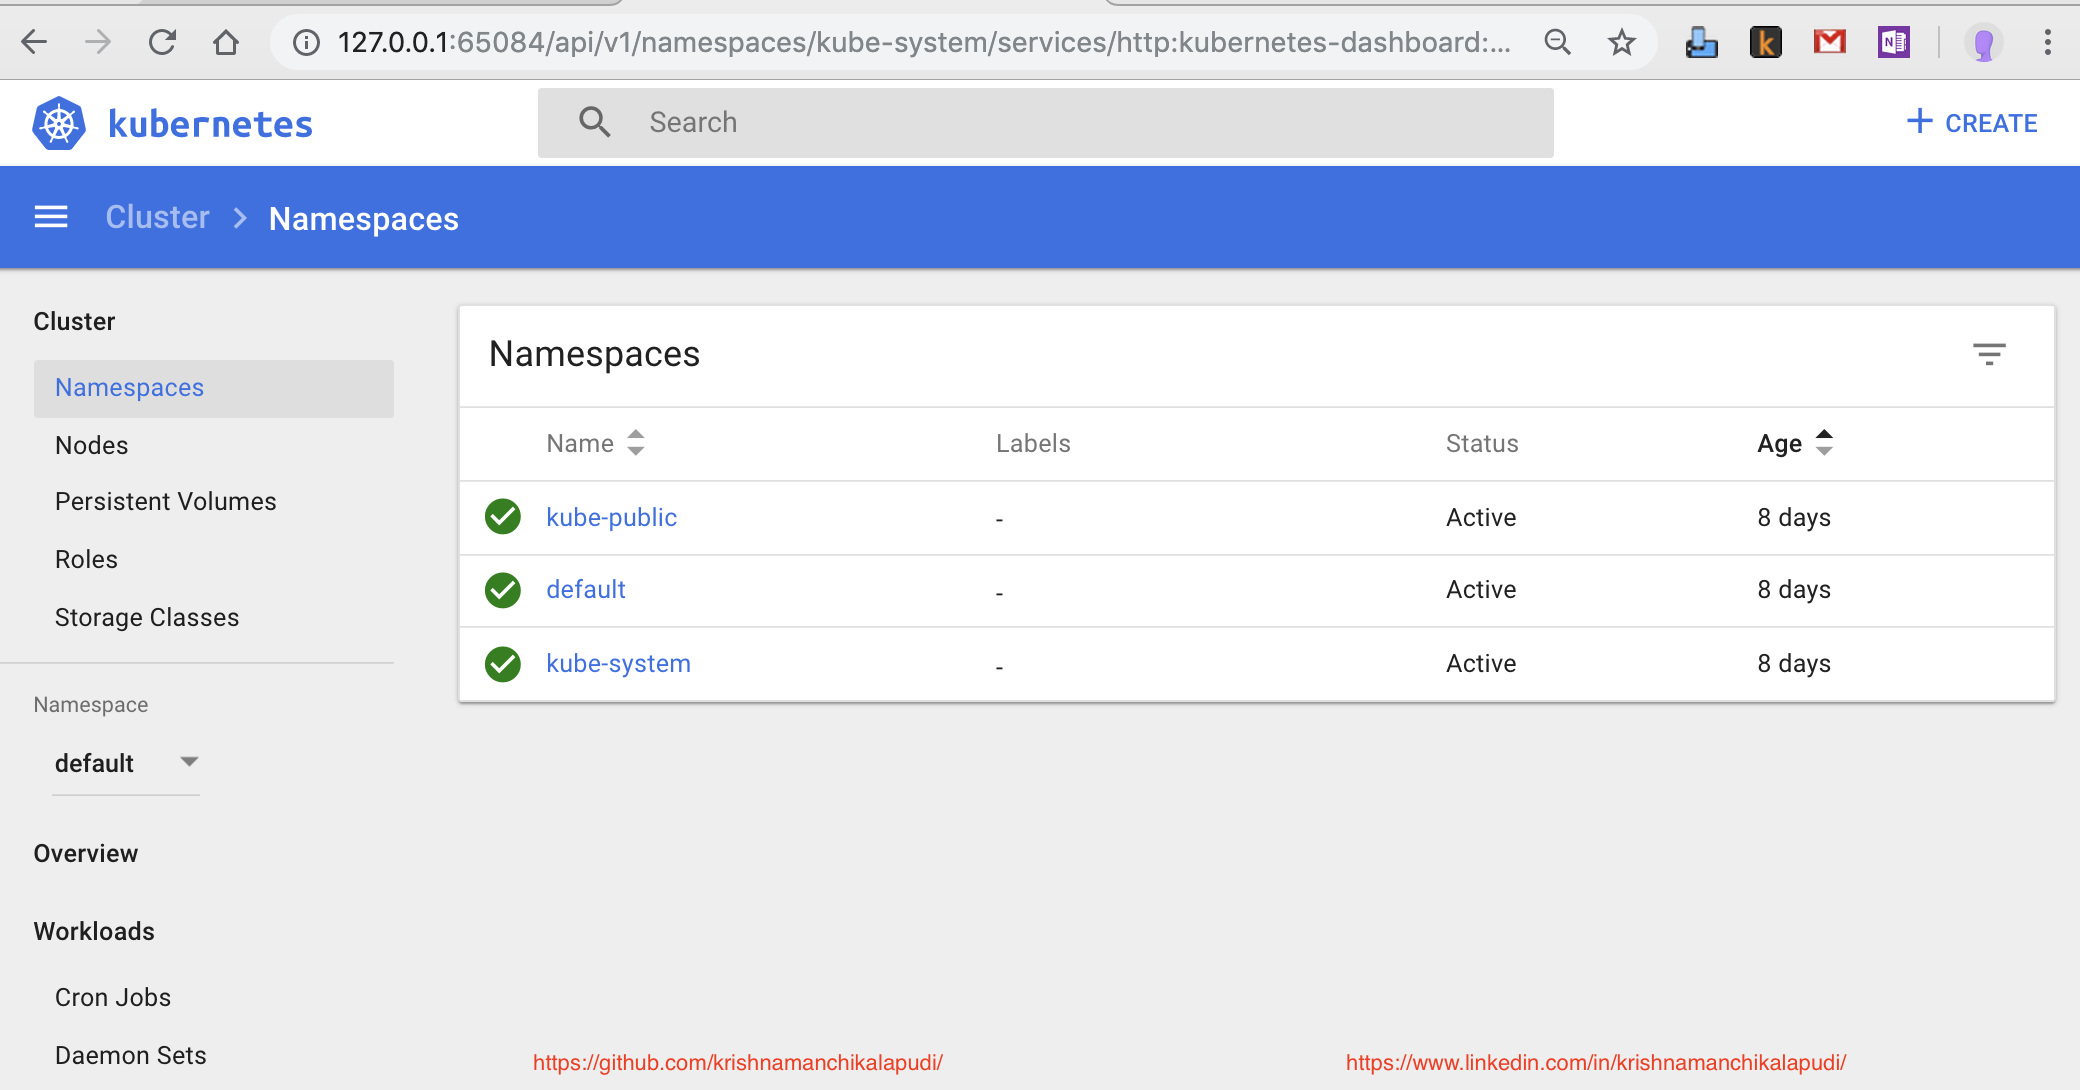 127.0.0.1:65084/api/v1/namespaces/kube-system/services/http:kubernetes-dashboard:...
kubernetes
Search
CREATE
Cluster > Namespaces
Cluster
Namespaces
Nodes
Persistent Volumes
Roles
Storage Classes
Namespace
default
Overview
Workloads
Cron Jobs
Daemon Sets
Namespaces
Name Labels Status Age
kube-public - Active 8 days
default - Active 8 days
kube-system - Active 8 days
https://github.com/krishnamanchikalapudi/
https://www.linkedin.com/in/krishnamanchikalapudi/